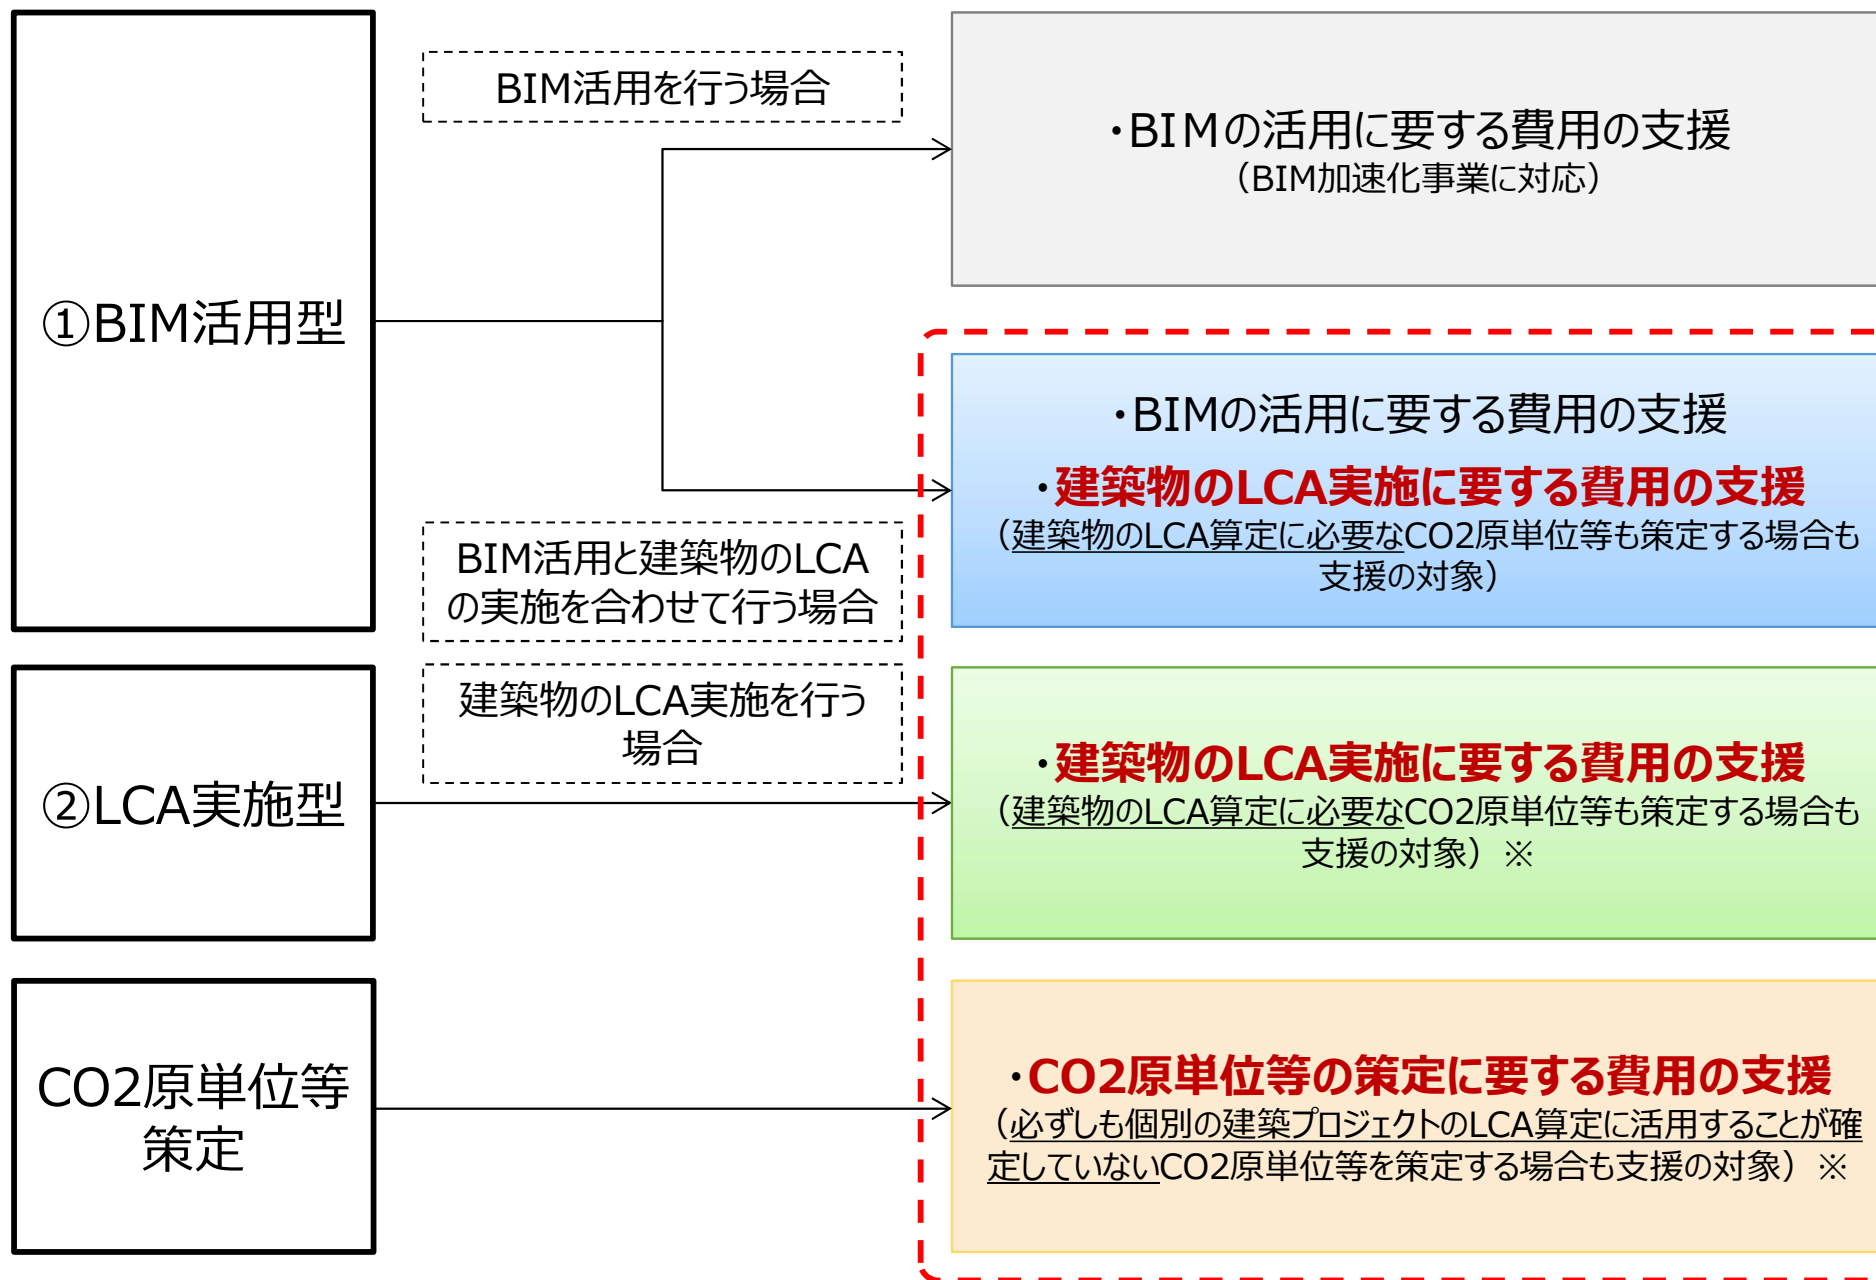 ①BIM活用型
BIM活用を行う場合
・BIMの活用に要する費用の支援
（BIM加速化事業に対応）
BIM活用と建築物のLCA
の実施を合わせて行う場合
・BIMの活用に要する費用の支援
・建築物のLCA実施に要する費用の支援
（建築物のLCA算定に必要なCO2原単位等も策定する場合も
支援の対象）
②LCA実施型
建築物のLCA実施を行う
場合
・建築物のLCA実施に要する費用の支援
（建築物のLCA算定に必要なCO2原単位等も策定する場合も
支援の対象）※
CO2原単位等
策定
・CO2原単位等の策定に要する費用の支援
（必ずしも個別の建築プロジェクトのLCA算定に活用することが確
定していないCO2原単位等を策定する場合も支援の対象）※